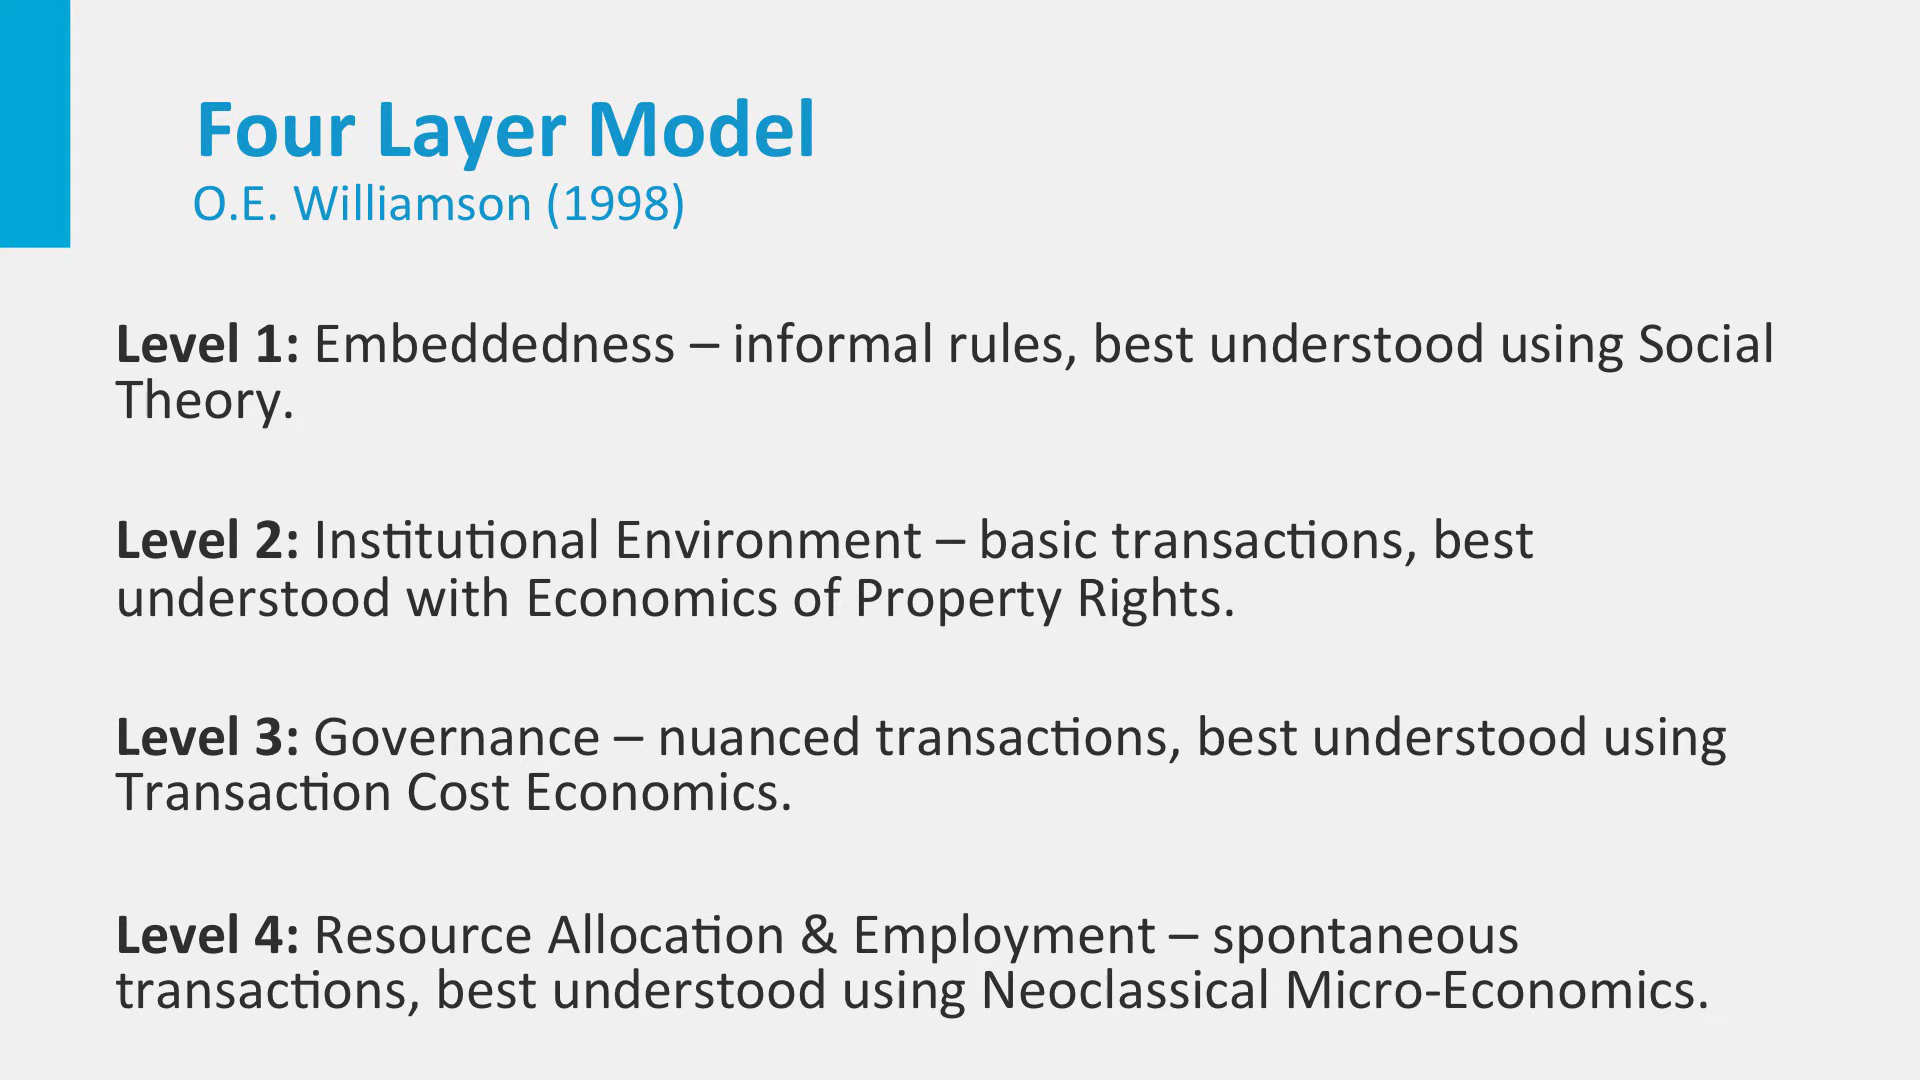 Four Layer Model
O.E. Williamson (1998)
Level 1: Embeddedness – informal rules, best understood using Social
Theory.
Level 2: Institutional Environment – basic transactions, best
understood with Economics of Property Rights.
Level 3: Governance – nuanced transactions, best understood using
Transaction Cost Economics.
Level 4: Resource Allocation & Employment – spontaneous
transactions, best understood using Neoclassical Micro-Economics.